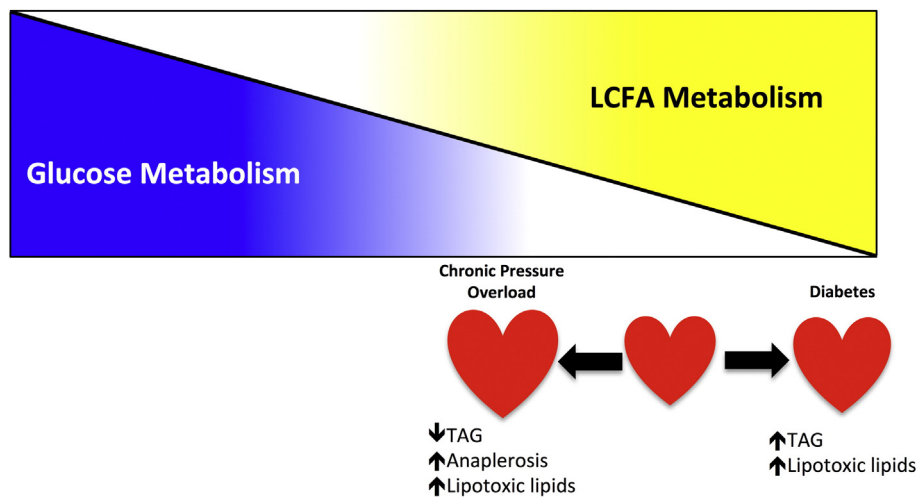 LCFA Metabolism
Glucose Metabolism
Chronic Pressure
Overload
Diabetes
↓TAG
↑Anaplerosis
↑Lipotoxic lipids
↑TAG
↑Lipotoxic lipids